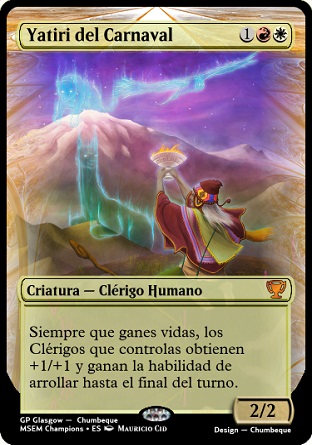 Yatiri del Carnaval 1
Criatura — Clérigo Humano
Siempre que ganes vidas, los
Clérigos que controlas obtienen
+1/+1 y ganan la habilidad de
arrollar hasta el final del turno.
2/2
GP Glasgow — Chumbeque
MSEM Champions • ES Mauricio Cid
Design — Chumbeque